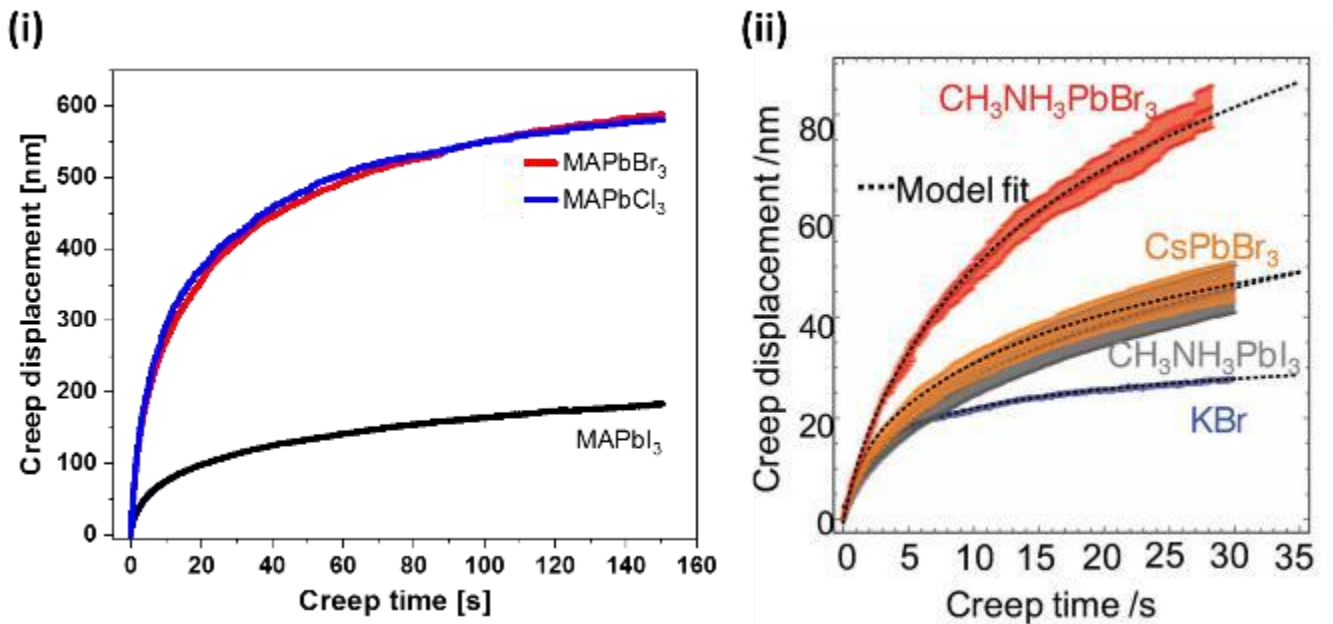 (i)
Creep displacement [nm]
600
500
400
300
200
100
0
MAPbBr₃
MAPbCl₃
MAPbI₃
0 20 40 60 80 100 120 140 160
Creep time [s]
(ii)
Creep displacement /nm
80
60
40
20
0
CH₃NH₃PbBr₃
Model fit
CsPbBr₃
CH₃NH₃PbI₃
KBr
0 5 10 15 20 25 30 35
Creep time /s